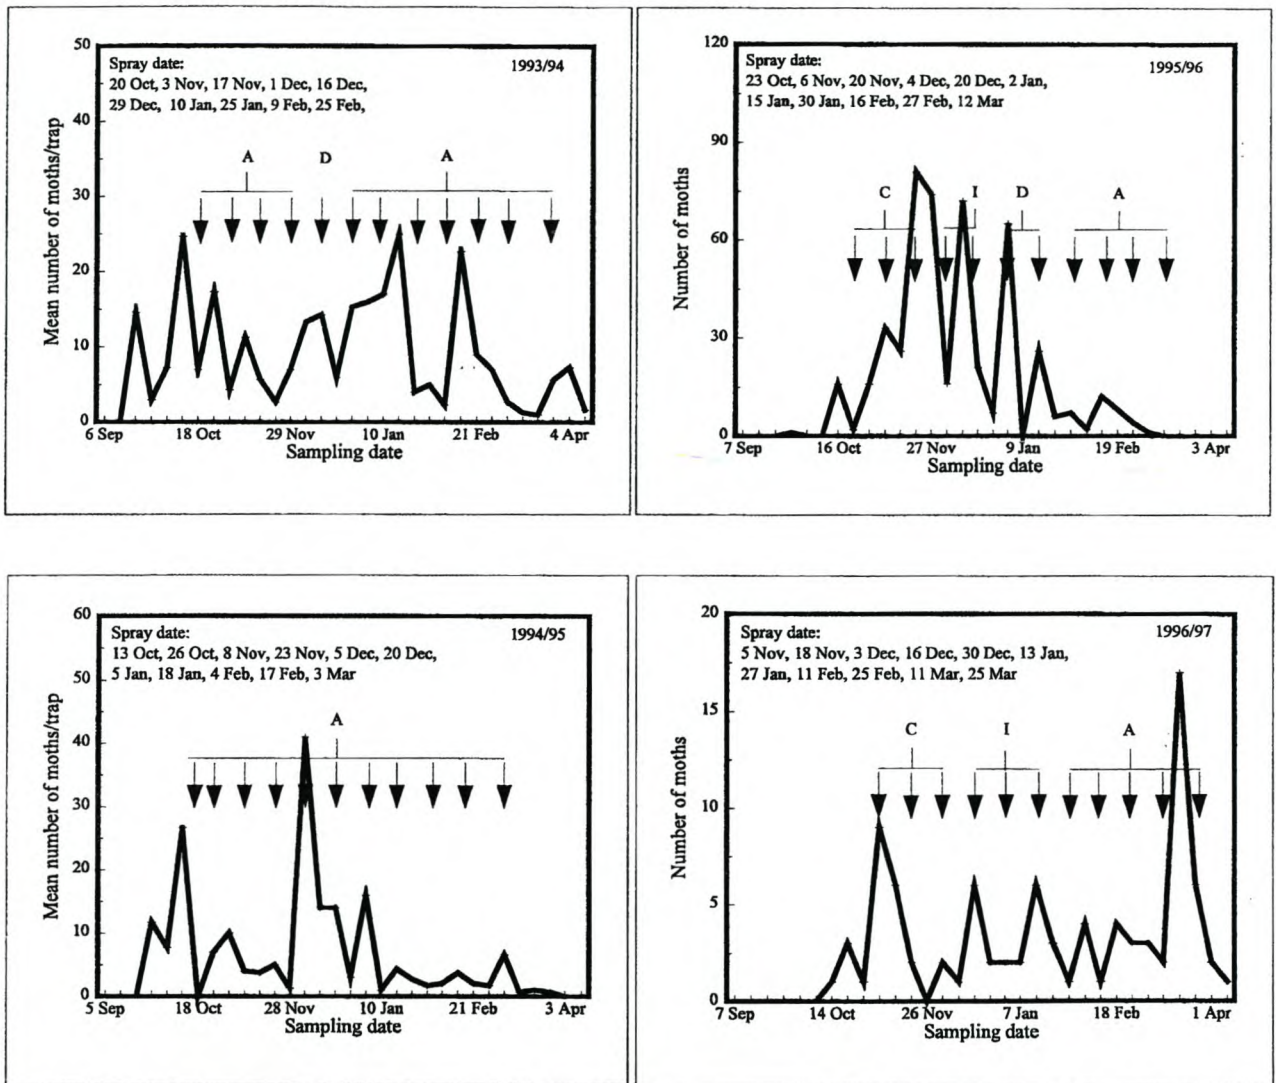 50
40
30
20
10
0
Mean number of moths/trap
Spray date:
1993/94
20 Oct, 3 Nov, 17 Nov, 1 Dec, 16 Dec,
29 Dec, 10 Jan, 25 Jan, 9 Feb, 25 Feb,
A D A
6 Sep 18 Oct 29 Nov 10 Jan 21 Feb 4 Apr
Sampling date
120
90
60
30
0
Number of moths
Spray date:
1995/96
23 Oct, 6 Nov, 20 Nov, 4 Dec, 20 Dec, 2 Jan,
15 Jan, 30 Jan, 16 Feb, 27 Feb, 12 Mar
C I D A
7 Sep 16 Oct 27 Nov 9 Jan 19 Feb 3 Apr
Sampling date
60
50
40
30
20
10
0
Mean number of moths/trap
Spray date:
1994/95
13 Oct, 26 Oct, 8 Nov, 23 Nov, 5 Dec, 20 Dec,
5 Jan, 18 Jan, 4 Feb, 17 Feb, 3 Mar
A
5 Sep 18 Oct 28 Nov 10 Jan 21 Feb 3 Apr
Sampling date
20
15
10
5
0
Number of moths
Spray date:
1996/97
5 Nov, 18 Nov, 3 Dec, 16 Dec, 30 Dec, 13 Jan,
27 Jan, 11 Feb, 25 Feb, 11 Mar, 25 Mar
C I A
7 Sep 14 Oct 26 Nov 7 Jan 18 Feb 1 Apr
Sampling date